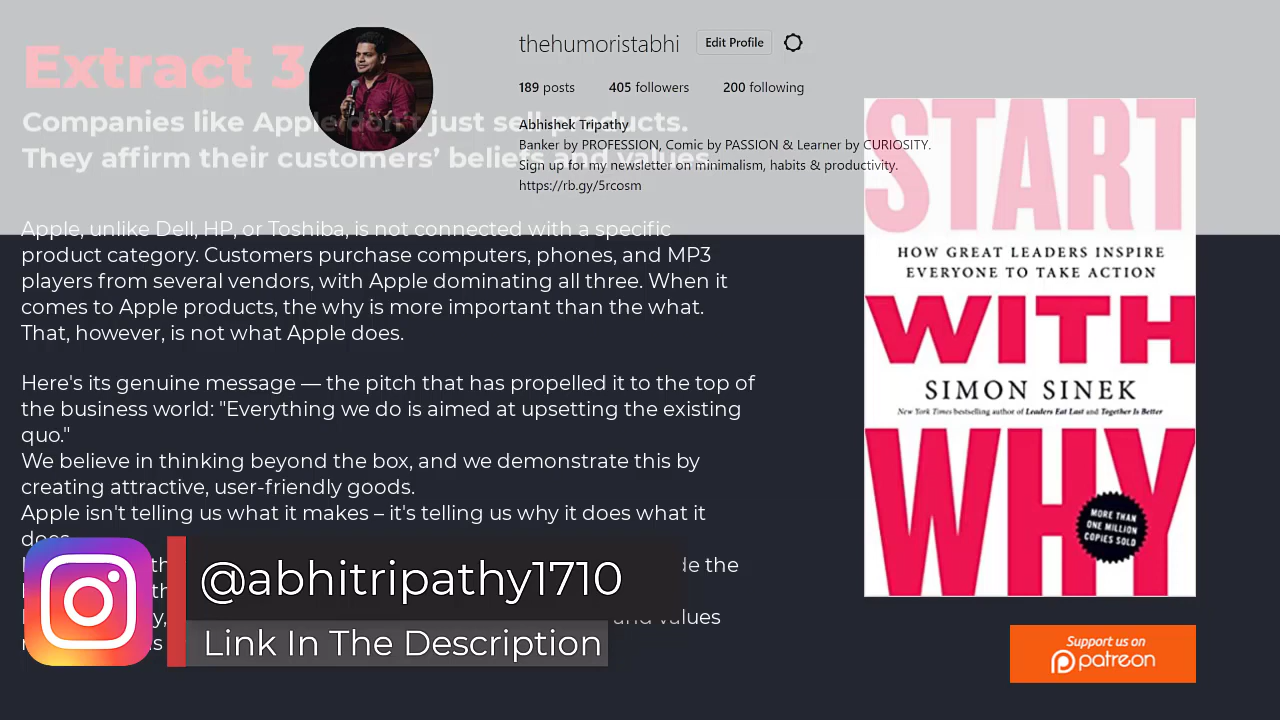 Extract 3
thehumoristabhi Edit Profile
189 posts 405 followers 200 following
Companies like Apple don't just sell products.
They affirm their customers' beliefs and values
Abhishek Tripathy
Banker by PROFESSION, Comic by PASSION & Learner by CURIOSITY.
Sign up for my newsletter on minimalism, habits & productivity.
https://rb.gy/5rcosm
Apple, unlike Dell, HP, or Toshiba, is not connected with a specific
product category. Customers purchase computers, phones, and MP3
players from several vendors, with Apple dominating all three. When it
comes to Apple products, the why is more important than the what.
That, however, is not what Apple does.
Here's its genuine message — the pitch that has propelled it to the top of
the business world: "Everything we do is aimed at upsetting the existing
quo."
We believe in thinking beyond the box, and we demonstrate this by
creating attractive, user-friendly goods.
Apple isn't telling us what it makes – it's telling us why it does what it
does
the
and values
@abhitripathy1710
Link In The Description
START
HOW GREAT LEADERS INSPIRE
EVERYONE TO TAKE ACTION
WITH
SIMON SINEK
New York Times bestselling author of Leaders Eat Last and Together Is Better
WHY
MORE THAN
ONE MILLION
COPIES SOLD
Support us on
patreon